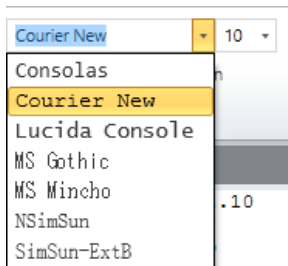 Courier New 10
Consolas
Courier New
Lucida Console
MS Gothic
MS Mincho
.10
NSimSun
SimSun-ExtB